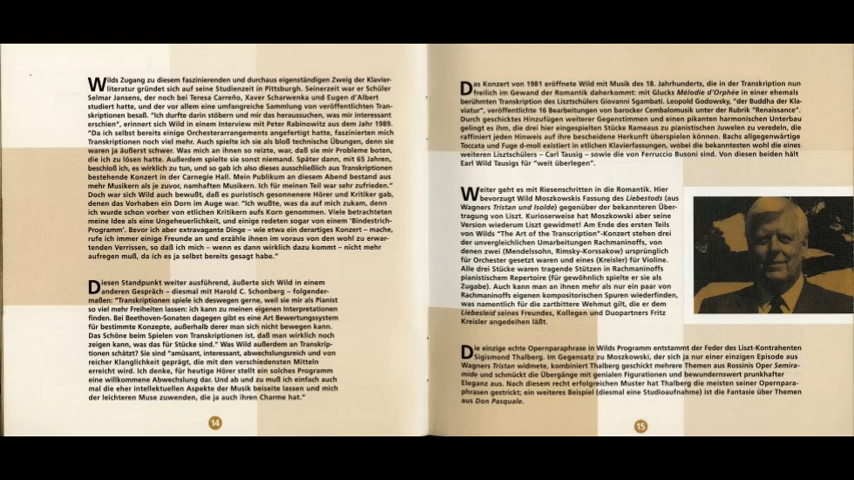 Wilds Zugang zu diesem faszinierenden und durchaus eigenständigen Zweig der Klavier-
literatur gründet sich auf seine Studienzeit in Pittsburgh. Seinerzeit war er Schüler
Selmar Jansens, der noch bei Teresa Carreño, Xaver Scharwenka und Eugen d'Albert
studiert hatte, und der vor allem eine umfangreiche Sammlung von veröffentlichten Tran-
skriptionen besaß. "Ich durfte darin stöbern und mir das heraussuchen, was mir interessant
erschien", erinnert sich Wild in einem Interview mit Peter Rabinowitz aus dem Jahr 1989.
"Da ich selbst bereits einige Orchesterarrangements angefertigt hatte, faszinierten mich
Transkriptionen noch viel mehr. Auch spielte ich sie als bloß technische Übungen, denn sie
waren ja äußerst schwer. Was mich an ihnen so reizte, war, daß sie mir Probleme boten,
die ich zu lösen hatte. Außerdem spielte sie sonst niemand. Später dann, mit 65 Jahren,
beschloß ich, es wirklich zu tun, und so gab ich also dieses ausschließlich aus Transkriptionen
bestehende Konzert in der Carnegie Hall. Mein Publikum an diesem Abend bestand aus
mehr Musikern als je zuvor, namhaften Musikern. Ich für meinen Teil war sehr zufrieden."
Doch war sich Wild auch bewußt, daß es puristisch gesonnenere Hörer und Kritiker gab,
denen das Vorhaben ein Dorn im Auge war. "Ich wußte, was da auf mich zukam, denn
ich wurde schon vorher von etlichen Kritikern aufs Korn genommen. Viele betrachteten
meine Idee als eine Ungeheuerlichkeit, und einige redeten sogar von einem 'Bindestrich-
Programm'. Bevor ich aber extravagante Dinge – wie etwa ein derartiges Konzert – mache,
rufe ich immer einige Freunde an und erzähle ihnen im voraus von den wohl zu erwar-
tenden Verrissen, so daß ich mich – wenn es dann wirklich dazu kommt – nicht mehr
aufregen muß, da ich es ja selbst bereits gesagt habe."
Diesen Standpunkt weiter ausführend, äußerte sich Wild in einem
anderen Gespräch – diesmal mit Harold C. Schonberg – folgender-
maßen: "Transkriptionen spiele ich deswegen gerne, weil sie mir als Pianist
so viel mehr Freiheiten lassen: ich kann zu meinen eigenen Interpretationen
finden. Bei Beethoven-Sonaten dagegen gibt es eine Art Bewertungssystem
für bestimmte Konzepte, außerhalb derer man sich nicht bewegen kann.
Das Schöne beim Spielen von Transkriptionen ist, daß man wirklich noch
zeigen kann, was das für Stücke sind." Was Wild außerdem an Transkrip-
tionen schätzt? Sie sind "amüsant, interessant, abwechslungsreich und von
reicher Klanglichkeit geprägt, die mit den verschiedensten Mitteln
erreicht wird. Ich denke, für heutige Hörer stellt ein solches Programm
eine willkommene Abwechslung dar. Und ab und zu muß ich einfach auch
mal die eher intellektuellen Aspekte der Musik beiseite lassen und mich
der leichteren Muse zuwenden, die ja auch ihren Charme hat."
14
Das Konzert von 1981 eröffnete Wild mit Musik des 18. Jahrhunderts, die in der Transkription nun
freilich im Gewand der Romantik daherkommt: mit Glucks Mélodie d'Orphée in einer ehemals
berühmten Transkription des Lisztschülers Giovanni Sgambati. Leopold Godowsky, "der Buddha der Kla-
viatur", veröffentlichte 16 Bearbeitungen von barocker Cembalomusik unter der Rubrik "Renaissance".
Durch geschicktes Hinzufügen weiterer Gegenstimmen und einen pikanten harmonischen Unterbau
gelingt es ihm, die drei hier eingespielten Stücke Rameaus zu pianistischen Juwelen zu veredeln, die
raffiniert jeden Hinweis auf ihre bescheidene Herkunft überspielen können. Bachs allgegenwärtige
Toccata und Fuge d-moll existiert in etlichen Klavierfassungen, wobei die bekanntesten wohl die eines
weiteren Lisztschülers – Carl Tausig – sowie die von Ferruccio Busoni sind. Von diesen beiden hält
Earl Wild Tausigs für "weit überlegen".
Weiter geht es mit Riesenschritten in die Romantik. Hier
bevorzugt Wild Moszkowskis Fassung des Liebestods (aus
Wagners Tristan und Isolde) gegenüber der bekannteren Über-
tragung von Liszt. Kurioserweise hat Moszkowski aber seine
Version wiederum Liszt gewidmet! Am Ende des ersten Teils
von Wilds "The Art of the Transcription"-Konzert stehen drei
der unvergleichlichen Umarbeitungen Rachmaninoffs, von
denen zwei (Mendelssohn, Rimsky-Korssakow) ursprünglich
für Orchester gesetzt waren und eines (Kreisler) für Violine.
Alle drei Stücke waren tragende Stützen in Rachmaninoffs
pianistischem Repertoire (für gewöhnlich spielte er sie als
Zugabe). Auch kann man an ihnen mehr als nur ein paar von
Rachmaninoffs eigenen kompositorischen Spuren wiederfinden,
was namentlich für die zartbittere Wehmut gilt, die er dem
Liebesleid seines Freundes, Kollegen und Duopartners Fritz
Kreisler angedeihen läßt.
Die einzige echte Opernparaphrase in Wilds Programm entstammt der Feder des Liszt-Kontrahenten
Sigismond Thalberg. Im Gegensatz zu Moszkowski, der sich ja nur einer einzigen Episode aus
Wagners Tristan widmete, kombiniert Thalberg geschickt mehrere Themen aus Rossinis Oper Semira-
mide und schmückt die Übergänge mit genialen Figurationen und bewundernswert prunkhafter
Eleganz aus. Nach diesem recht erfolgreichen Muster hat Thalberg die meisten seiner Opernpara-
phrasen gestrickt; ein weiteres Beispiel (diesmal eine Studioaufnahme) ist die Fantasie über Themen
aus Don Pasquale.
15